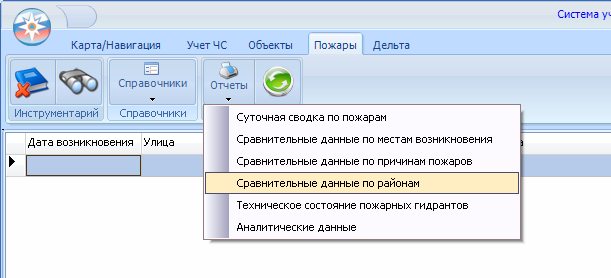 Система уч
Карта/Навигация Учет ЧС Объекты Пожары Дельта
Справочники Отчеты
Инструментарий Справочники
Суточная сводка по пожарам
Дата возникновения Улица
Сравнительные данные по местам возникновения
Сравнительные данные по причинам пожаров
Сравнительные данные по районам
Техническое состояние пожарных гидрантов
Аналитические данные